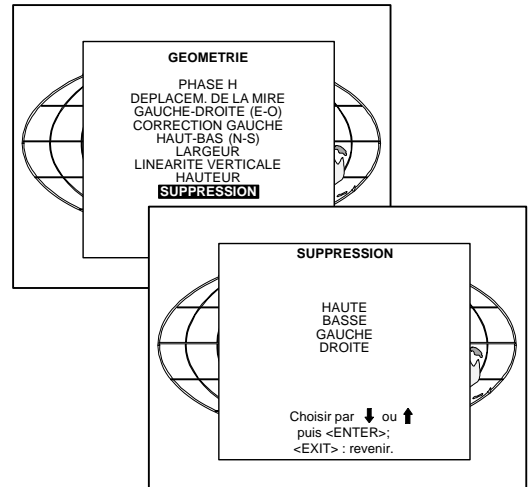 GEOMETRIE
PHASE H
DEPLACEM. DE LA MIRE
GAUCHE-DROITE (E-O)
CORRECTION GAUCHE
HAUT-BAS (N-S)
LARGEUR
LINEARITE VERTICALE
HAUTEUR
SUPPRESSION
SUPPRESSION
HAUTE
BASSE
GAUCHE
DROITE
Choisir par ⬇ ou ⬆
puis <ENTER>;
<EXIT> : revenir.